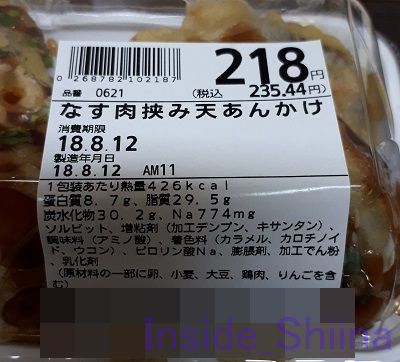 0 268782 102187
品番 0621
218円
(税込 235.44円)
なす肉挟み天あんかけ
消費期限
18.8.12
製造年月日
18.8.12 AM11
1包装あたり熱量426kcal
蛋白質8.7g、脂質29.5g
炭水化物30.2g、Na774mg
ソルビット、増粘剤(加工デンプン、キサンタン)、
調味料(アミノ酸)、着色料(カラメル、カロチノイ
ド、ウコン)、ピロリン酸Na、膨脹剤、加工でん粉
、乳化剤
(原材料の一部に卵、小麦、大豆、鶏肉、りんごを含
む)
Inside Shiina